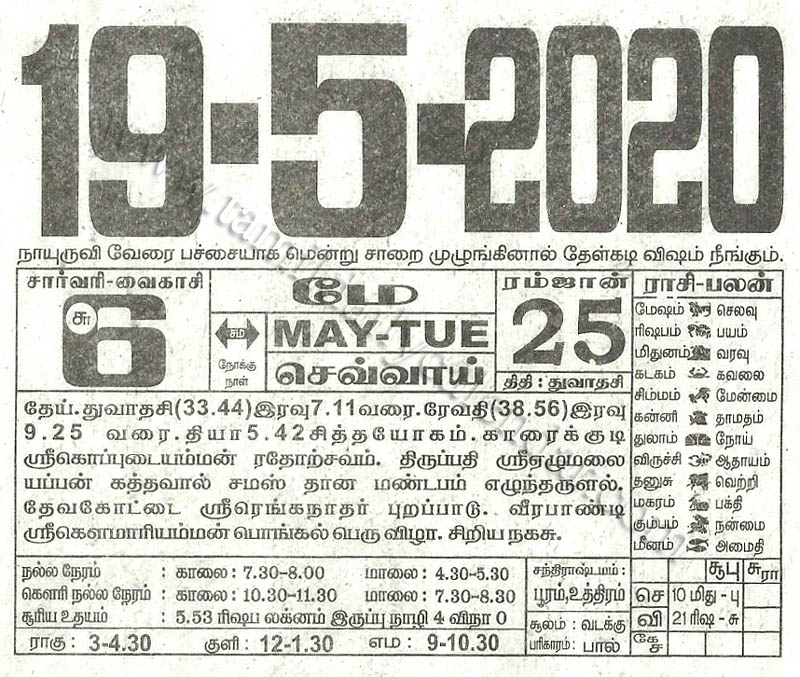 19-5-2020
நாயுருவி வேரை பச்சையாக மென்று சாறை முழுங்கினால் தேள்கடி விஷம் நீங்கும்.
சார்வரி-வைகாசி
சு
6
சம
நோக்கு
நாள்
மே
MAY-TUE
செவ்வாய்
ரம்ஜான்
25
திதி : துவாதசி
தேய்.துவாதசி(33.44)இரவு7.11வரை.ரேவதி(38.56)இரவு
9.25 வரை.தியா5.42சித்தயோகம்.காரைக்குடி
ஸ்ரீகொப்புடையம்மன் ரதோற்சவம். திருப்பதி ஸ்ரீஏழுமலை
யப்பன் கத்தவால் சமஸ் தான மண்டபம் எழுந்தருளல்.
தேவகோட்டை ஸ்ரீரெங்கநாதர் புறப்பாடு. வீரபாண்டி
ஸ்ரீகௌமாரியம்மன் பொங்கல் பெரு விழா. சிறிய நகசு.
ராசி-பலன்
மேஷம் செலவு
ரிஷபம் பயம்
மிதுனம் வரவு
கடகம் கவலை
சிம்மம் மேன்மை
கன்னி தாமதம்
துலாம் நோய்
விருச்சி ஆதாயம்
தனுசு வெற்றி
மகரம் பக்தி
கும்பம் நன்மை
மீனம் அமைதி
நல்ல நேரம் : காலை : 7.30-8.00 மாலை : 4.30-5.30
கௌரி நல்ல நேரம் : காலை : 10.30-11.30 மாலை : 7.30-8.30
சூரிய உதயம் : 5.53 ரிஷப லக்னம் இருப்பு நாழி 4 விநா 0
ராகு : 3-4.30 குளி : 12-1.30 எம : 9-10.30
சந்திராஷ்டமம் :
பூரம்,உத்திரம்
சூலம் : வடக்கு
பரிகாரம் : பால்
சூபு சுரா
செ 10 மிது - பு
வி 21 ரிஷ - சு
கேச